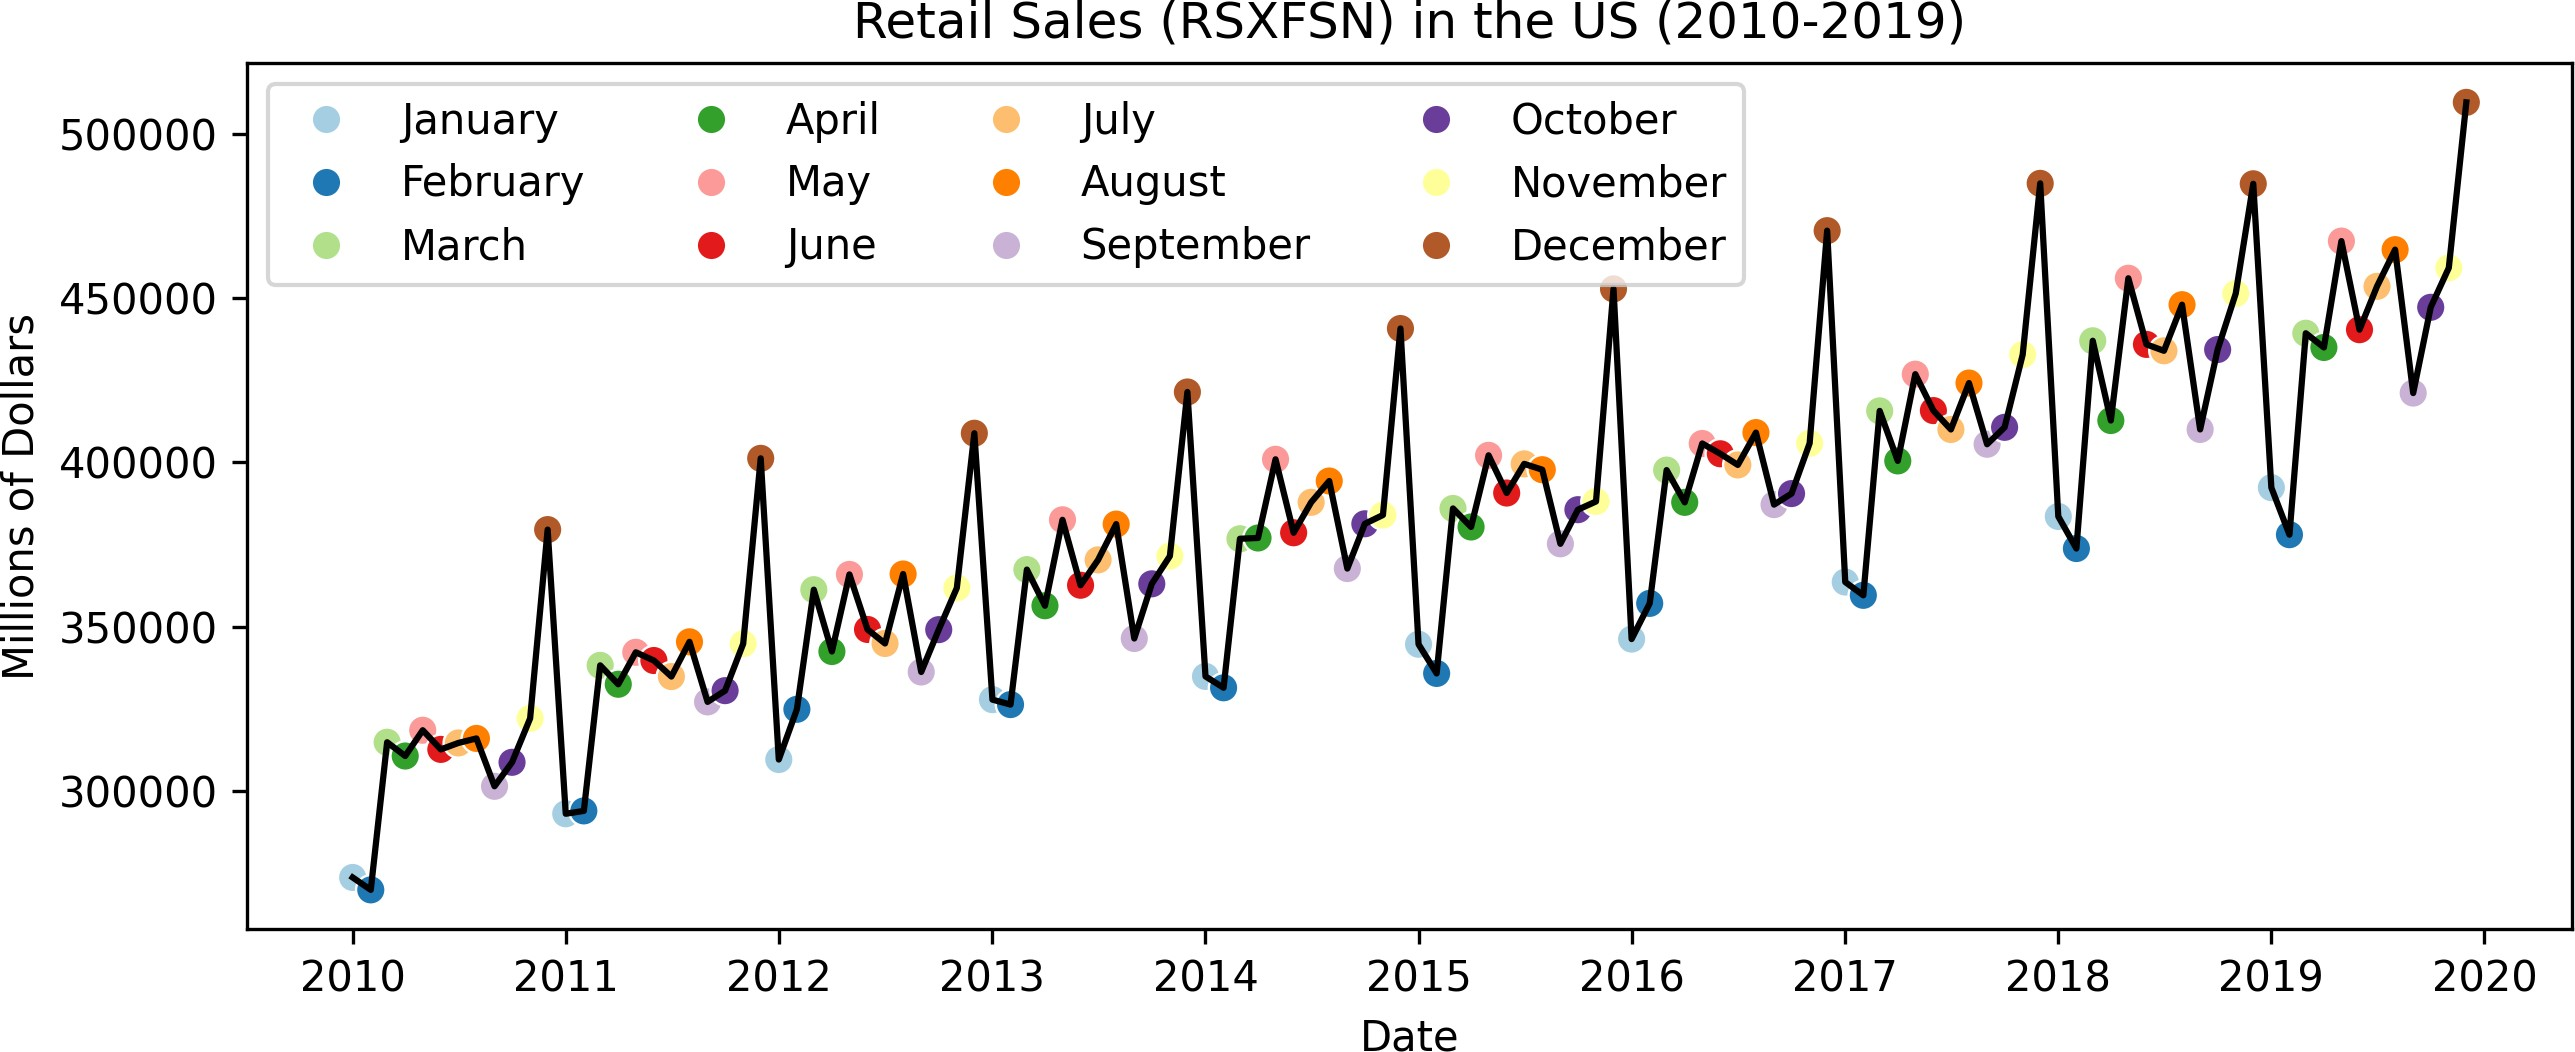 Retail Sales (RSXFSN) in the US (2010-2019)
Millions of Dollars
500000
450000
400000
350000
300000
January
February
March
April
May
June
July
August
September
October
November
December
2010 2011 2012 2013 2014 2015 2016 2017 2018 2019 2020
Date